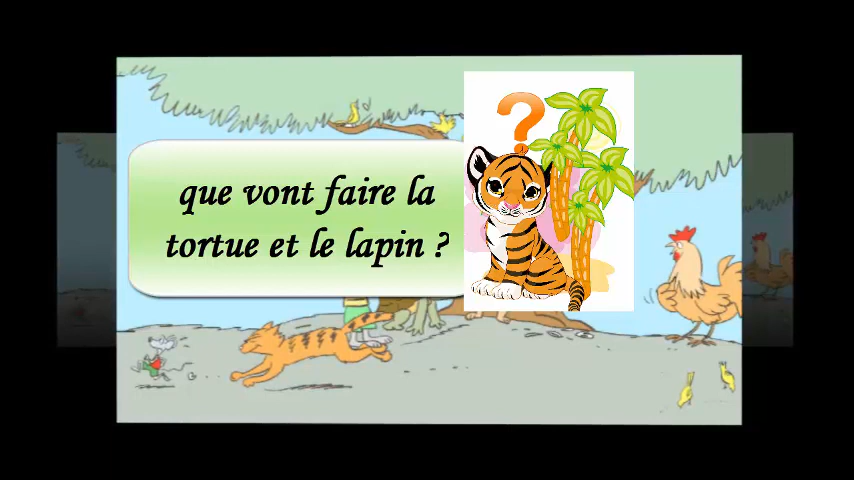 que vont faire la
tortue et le lapin ?
?